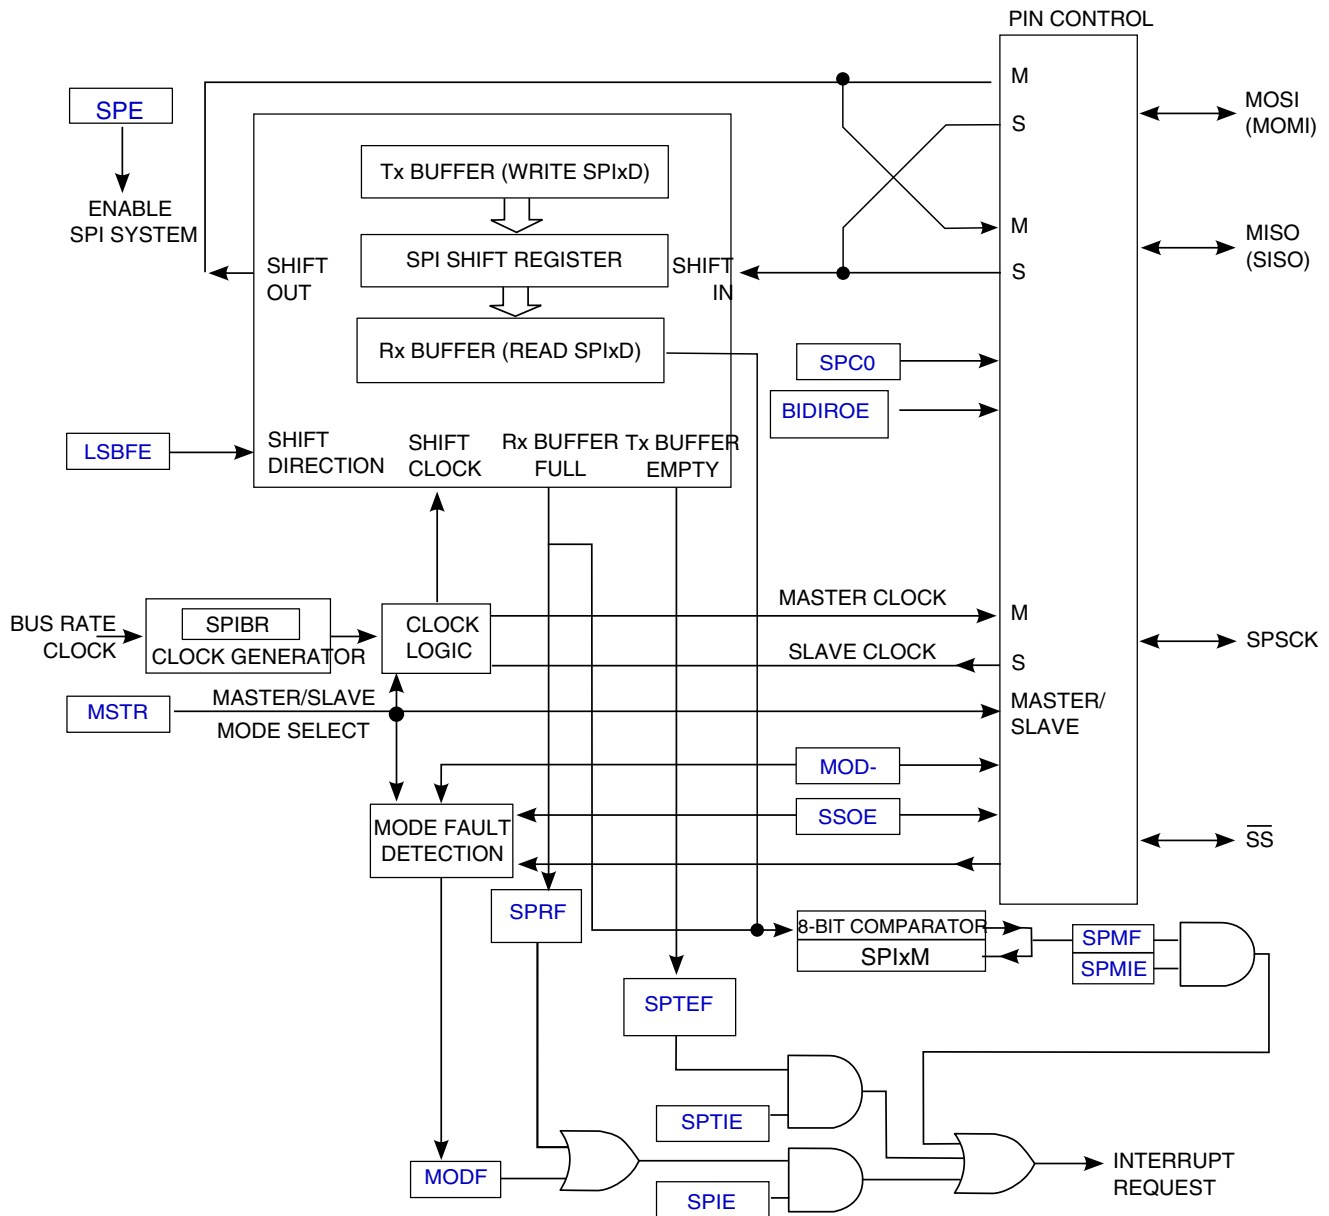 PIN CONTROL
M
MOSI
(MOMI)
S
SPE
ENABLE
SPI SYSTEM
Tx BUFFER (WRITE SPIxD)
SPI SHIFT REGISTER
Rx BUFFER (READ SPIxD)
SHIFT
OUT
SHIFT
IN
M
S
MISO
(SISO)
SPC0
BIDIROE
LSBFE
SHIFT
DIRECTION
SHIFT
CLOCK
Rx BUFFER
FULL
Tx BUFFER
EMPTY
BUS RATE
CLOCK
SPIBR
CLOCK GENERATOR
CLOCK
LOGIC
MASTER CLOCK
M
SLAVE CLOCK
S
SPSCK
MSTR
MASTER/SLAVE
MODE SELECT
MASTER/
SLAVE
MOD-
SSOE
MODE FAULT
DETECTION
SS
SPRF
8-BIT COMPARATOR
SPIxM
SPMF
SPMIE
SPTEF
SPTIE
MODF
SPIE
INTERRUPT
REQUEST